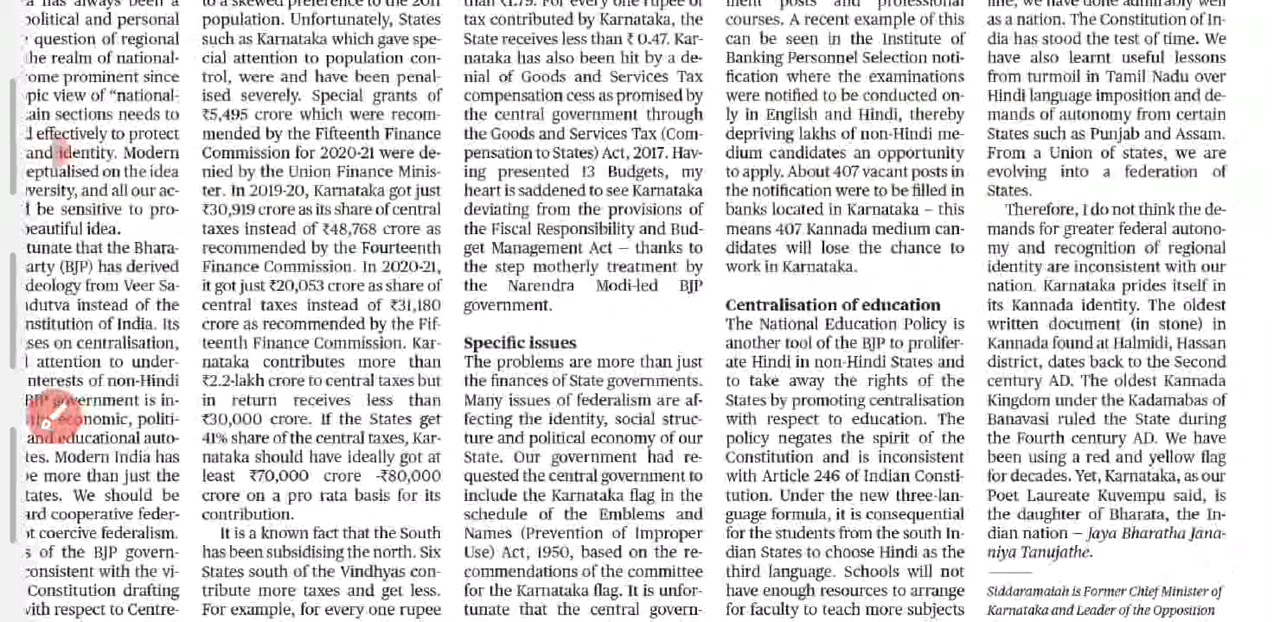 political and personal
question of regional
the realm of national-
ome prominent since
pic view of "national-
ain sections needs to
effectively to protect
and identity. Modern
eptualised on the idea
versity, and all our ac-
be sensitive to pro-
beautiful idea.
tunate that the Bhara-
arty (BJP) has derived
deology from Veer Sa-
dutva instead of the
nstitution of India. Its
ses on centralisation,
attention to under-
nterests of non-Hindi
BJP government is in-
the economic, politi-
and educational auto-
tes. Modern India has
be more than just the
tates. We should be
ard cooperative feder-
ot coercive federalism.
s of the BJP govern-
consistent with the vi-
Constitution drafting
with respect to Centre-
to a skewed preference to the 2011
population. Unfortunately, States
such as Karnataka which gave spe-
cial attention to population con-
trol, were and have been penal-
ised severely. Special grants of
₹5,495 crore which were recom-
mended by the Fifteenth Finance
Commission for 2020-21 were de-
nied by the Union Finance Minis-
ter. In 2019-20, Karnataka got just
₹30,919 crore as its share of central
taxes instead of ₹48,768 crore as
recommended by the Fourteenth
Finance Commission. In 2020-21,
it got just ₹20,053 crore as share of
central taxes instead of ₹31,180
crore as recommended by the Fif-
teenth Finance Commission. Kar-
nataka contributes more than
₹2.2-lakh crore to central taxes but
in return receives less than
₹30,000 crore. If the States get
41% share of the central taxes, Kar-
nataka should have ideally got at
least ₹70,000 crore -₹80,000
crore on a pro rata basis for its
contribution.
It is a known fact that the South
has been subsidising the north. Six
States south of the Vindhyas con-
tribute more taxes and get less.
For example, for every one rupee
than ₹1.79. For every one rupee of
tax contributed by Karnataka, the
State receives less than ₹ 0.47. Kar-
nataka has also been hit by a de-
nial of Goods and Services Tax
compensation cess as promised by
the central government through
the Goods and Services Tax (Com-
pensation to States) Act, 2017. Hav-
ing presented 13 Budgets, my
heart is saddened to see Karnataka
deviating from the provisions of
the Fiscal Responsibility and Bud-
get Management Act – thanks to
the step motherly treatment by
the Narendra Modi-led BJP
government.
Specific issues
The problems are more than just
the finances of State governments.
Many issues of federalism are af-
fecting the identity, social struc-
ture and political economy of our
State. Our government had re-
quested the central government to
include the Karnataka flag in the
schedule of the Emblems and
Names (Prevention of Improper
Use) Act, 1950, based on the re-
commendations of the committee
for the Karnataka flag. It is unfor-
tunate that the central govern-
ment posts and professional
courses. A recent example of this
can be seen in the Institute of
Banking Personnel Selection noti-
fication where the examinations
were notified to be conducted on-
ly in English and Hindi, thereby
depriving lakhs of non-Hindi me-
dium candidates an opportunity
to apply. About 407 vacant posts in
the notification were to be filled in
banks located in Karnataka – this
means 407 Kannada medium can-
didates will lose the chance to
work in Karnataka.
Centralisation of education
The National Education Policy is
another tool of the BJP to prolifer-
ate Hindi in non-Hindi States and
to take away the rights of the
States by promoting centralisation
with respect to education. The
policy negates the spirit of the
Constitution and is inconsistent
with Article 246 of Indian Consti-
tution. Under the new three-lan-
guage formula, it is consequential
for the students from the south In-
dian States to choose Hindi as the
third language. Schools will not
have enough resources to arrange
for faculty to teach more subjects
we have done admirably well
as a nation. The Constitution of In-
dia has stood the test of time. We
have also learnt useful lessons
from turmoil in Tamil Nadu over
Hindi language imposition and de-
mands of autonomy from certain
States such as Punjab and Assam.
From a Union of states, we are
evolving into a federation of
States.
Therefore, I do not think the de-
mands for greater federal autono-
my and recognition of regional
identity are inconsistent with our
nation. Karnataka prides itself in
its Kannada identity. The oldest
written document (in stone) in
Kannada found at Halmidi, Hassan
district, dates back to the Second
century AD. The oldest Kannada
Kingdom under the Kadambas of
Banavasi ruled the State during
the Fourth century AD. We have
been using a red and yellow flag
for decades. Yet, Karnataka, as our
Poet Laureate Kuvempu said, is
the daughter of Bharata, the In-
dian nation – Jaya Bharatha Jana-
niya Tanujathe.
Siddaramaiah is Former Chief Minister of
Karnataka and Leader of the Opposition